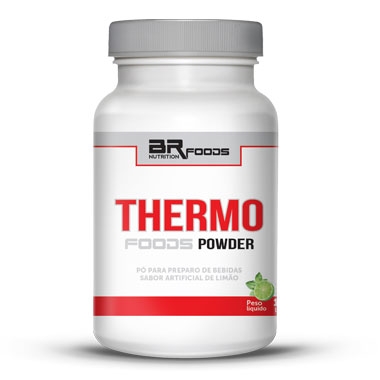 BR FOODS
NUTRITION
THERMO
FOODS POWDER
PÓ PARA PREPARO DE BEBIDAS
SABOR ARTIFICIAL DE LIMÃO
Peso
líquido